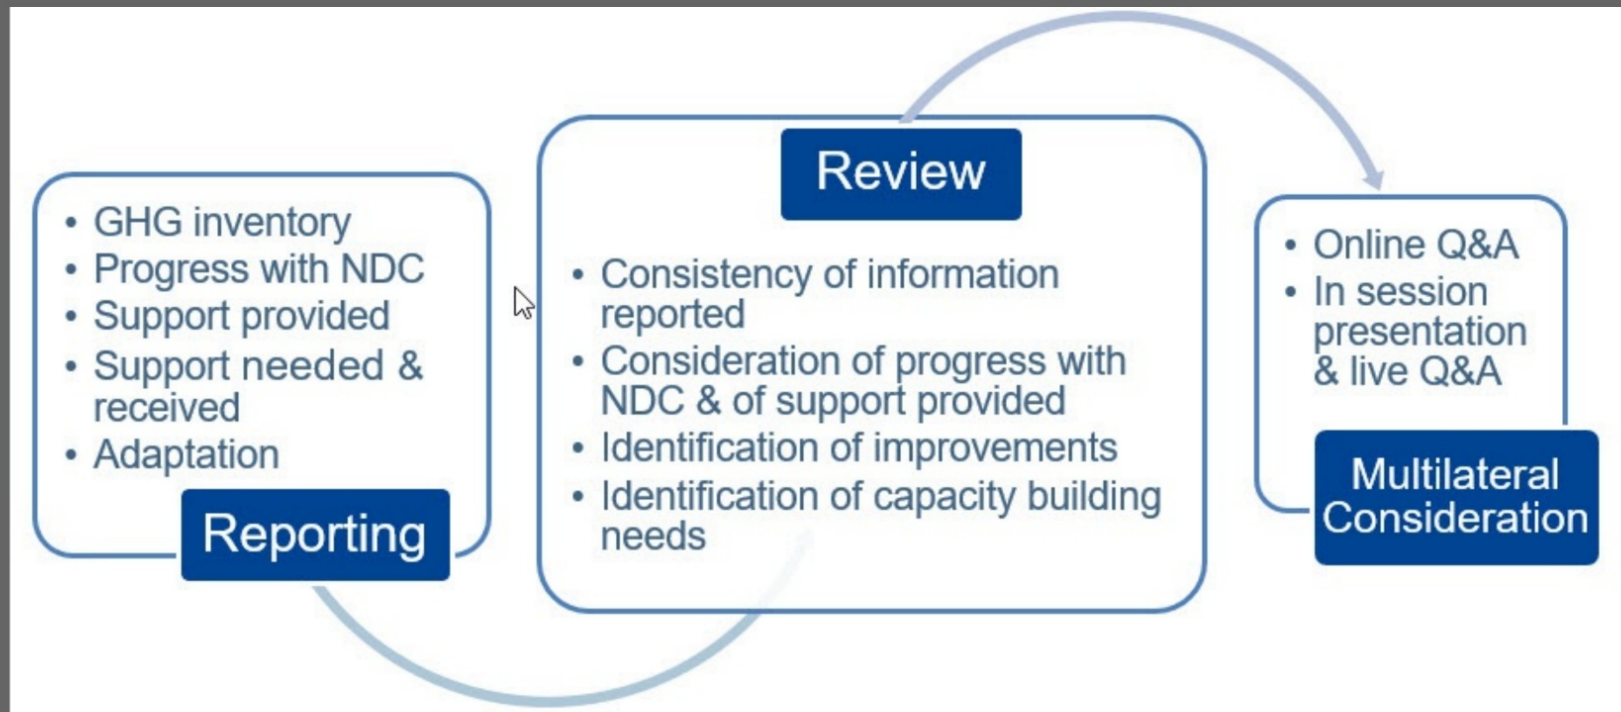 • GHG inventory
• Progress with NDC
• Support provided
• Support needed &
received
• Adaptation
Reporting
Review
• Consistency of information
reported
• Consideration of progress with
NDC & of support provided
• Identification of improvements
• Identification of capacity building
needs
• Online Q&A
• In session
presentation
& live Q&A
Multilateral
Consideration